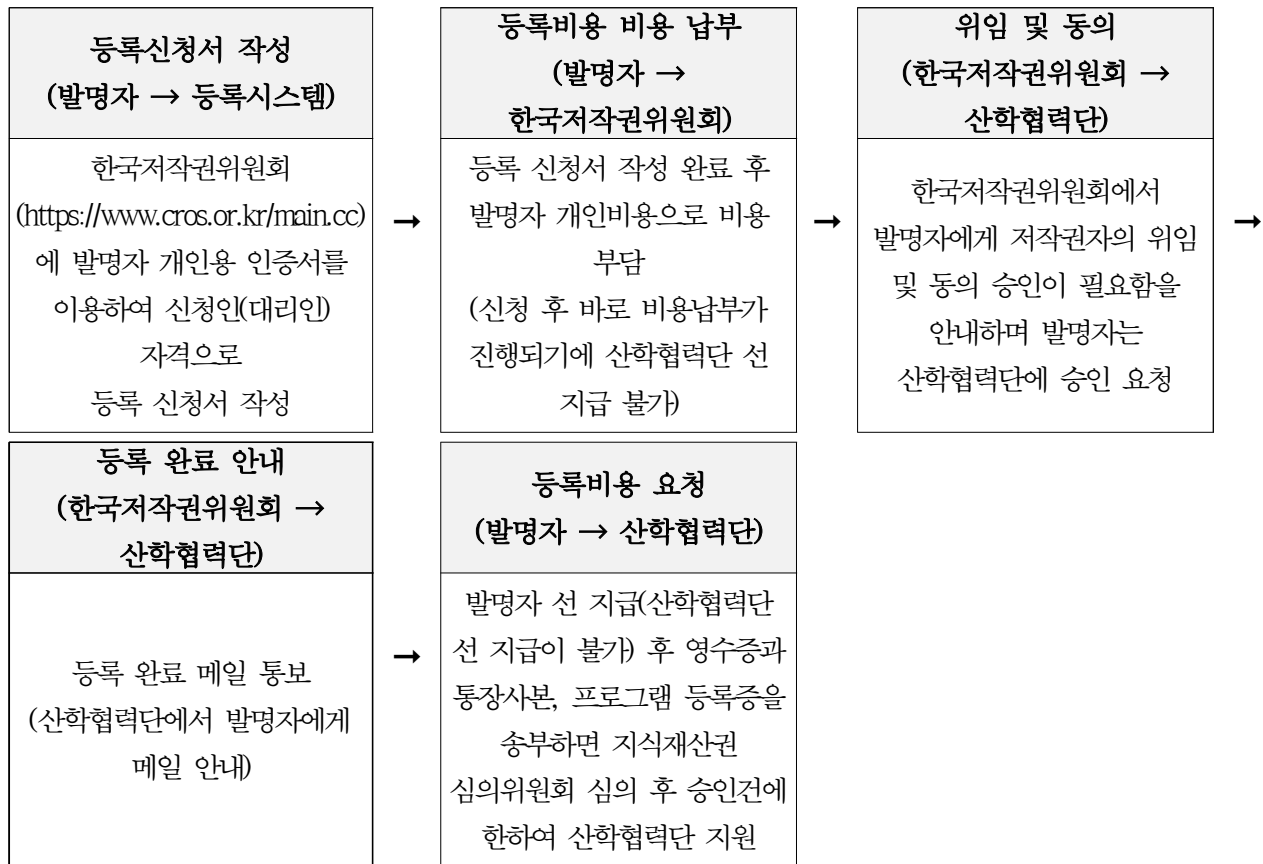 등록신청서 작성
(발명자 → 등록시스템)
한국저작권위원회
(https://www.cros.or.kr/main.cc)
에 발명자 개인용 인증서를
이용하여 신청인(대리인)
자격으로
등록 신청서 작성
→
등록비용 비용 납부
(발명자 →
한국저작권위원회)
등록 신청서 작성 완료 후
발명자 개인비용으로 비용
부담
(신청 후 바로 비용납부가
진행되기에 산학협력단 선
지급 불가)
→
위임 및 동의
(한국저작권위원회 →
산학협력단)
한국저작권위원회에서
발명자에게 저작권자의 위임
및 동의 승인이 필요함을
안내하며 발명자는
산학협력단에 승인 요청
→
등록 완료 안내
(한국저작권위원회 →
산학협력단)
등록 완료 메일 통보
(산학협력단에서 발명자에게
메일 안내)
→
등록비용 요청
(발명자 → 산학협력단)
발명자 선 지급(산학협력단
선 지급이 불가) 후 영수증과
통장사본, 프로그램 등록증을
송부하면 지식재산권
심의위원회 심의 후 승인건에
한하여 산학협력단 지원